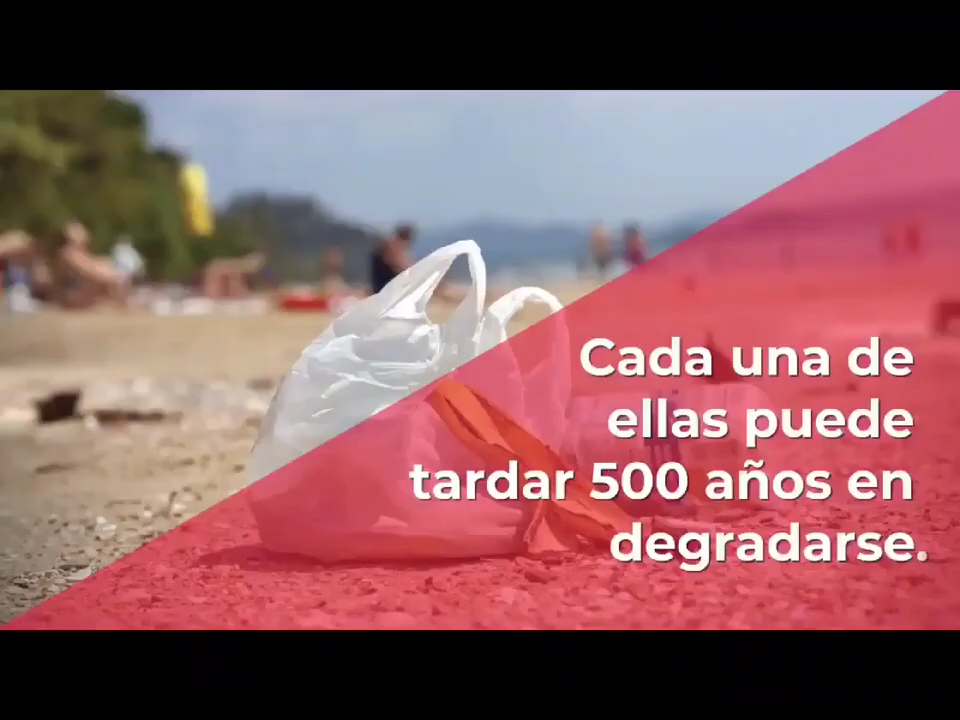 Cada una de
ellas puede
tardar 500 años en
degradarse.